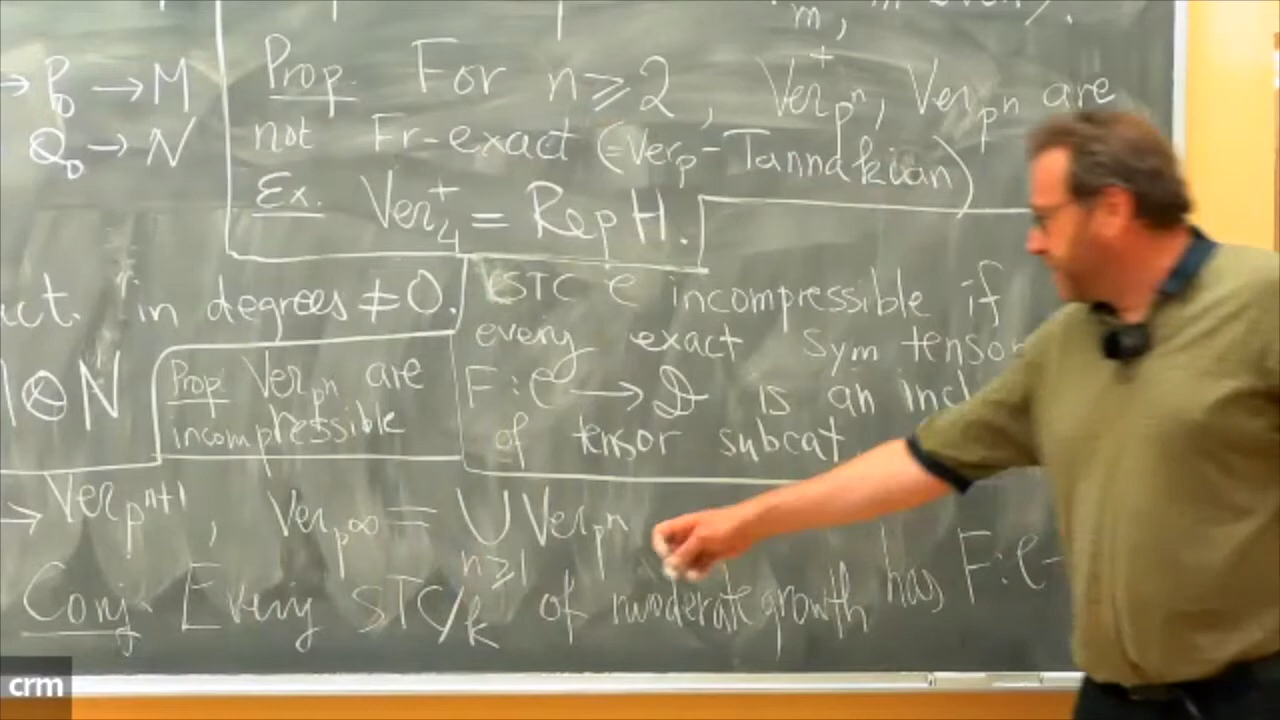 m,
Prop. For n ≥ 2, Ver⁺ₚⁿ, Verₚⁿ are
not Fr-exact (=Verₚ-Tannakian)
Ex. Ver₄⁺ = Rep H.
→ P₀ → M
Q₀ → N
act. in degrees ≠ 0.
⊗ N
Prop Verₚⁿ are
incompressible
STC C incompressible if
every exact sym tensor
F : C → D is an incl
of tensor subcat
→ Verₚⁿ⁺¹, Verₚ∞ = ∪ Verₚⁿ
n≥1
Conj. Every STC/k of moderate growth has F: C →
crm